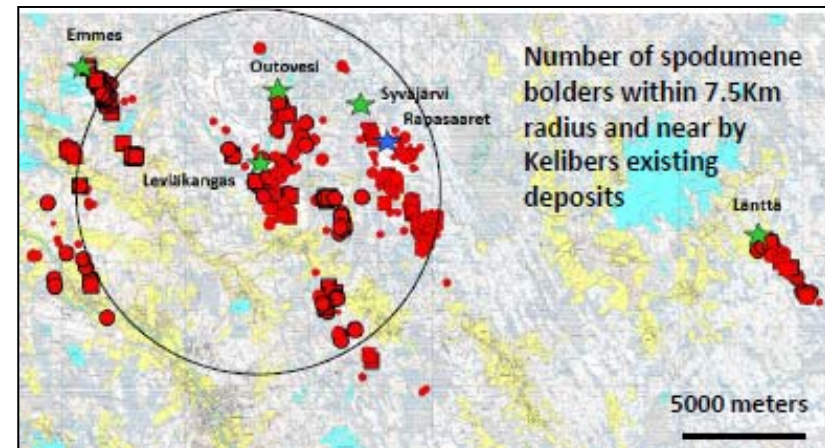 Emmes
Outovesi
Syväjärvi
Rapasaaret
Leviäkangas
Länttä
Number of spodumene
bolders within 7.5Km
radius and near by
Kelibers existing
deposits
5000 meters